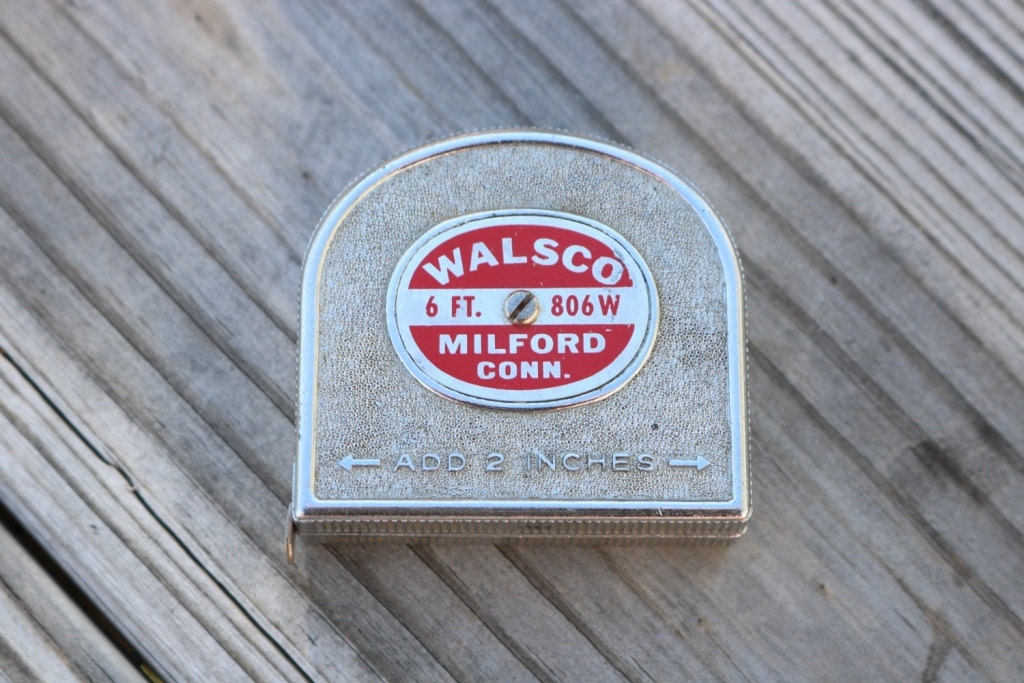 WALSCO
6 FT. 806W
MILFORD
CONN.
← ADD 2 INCHES →